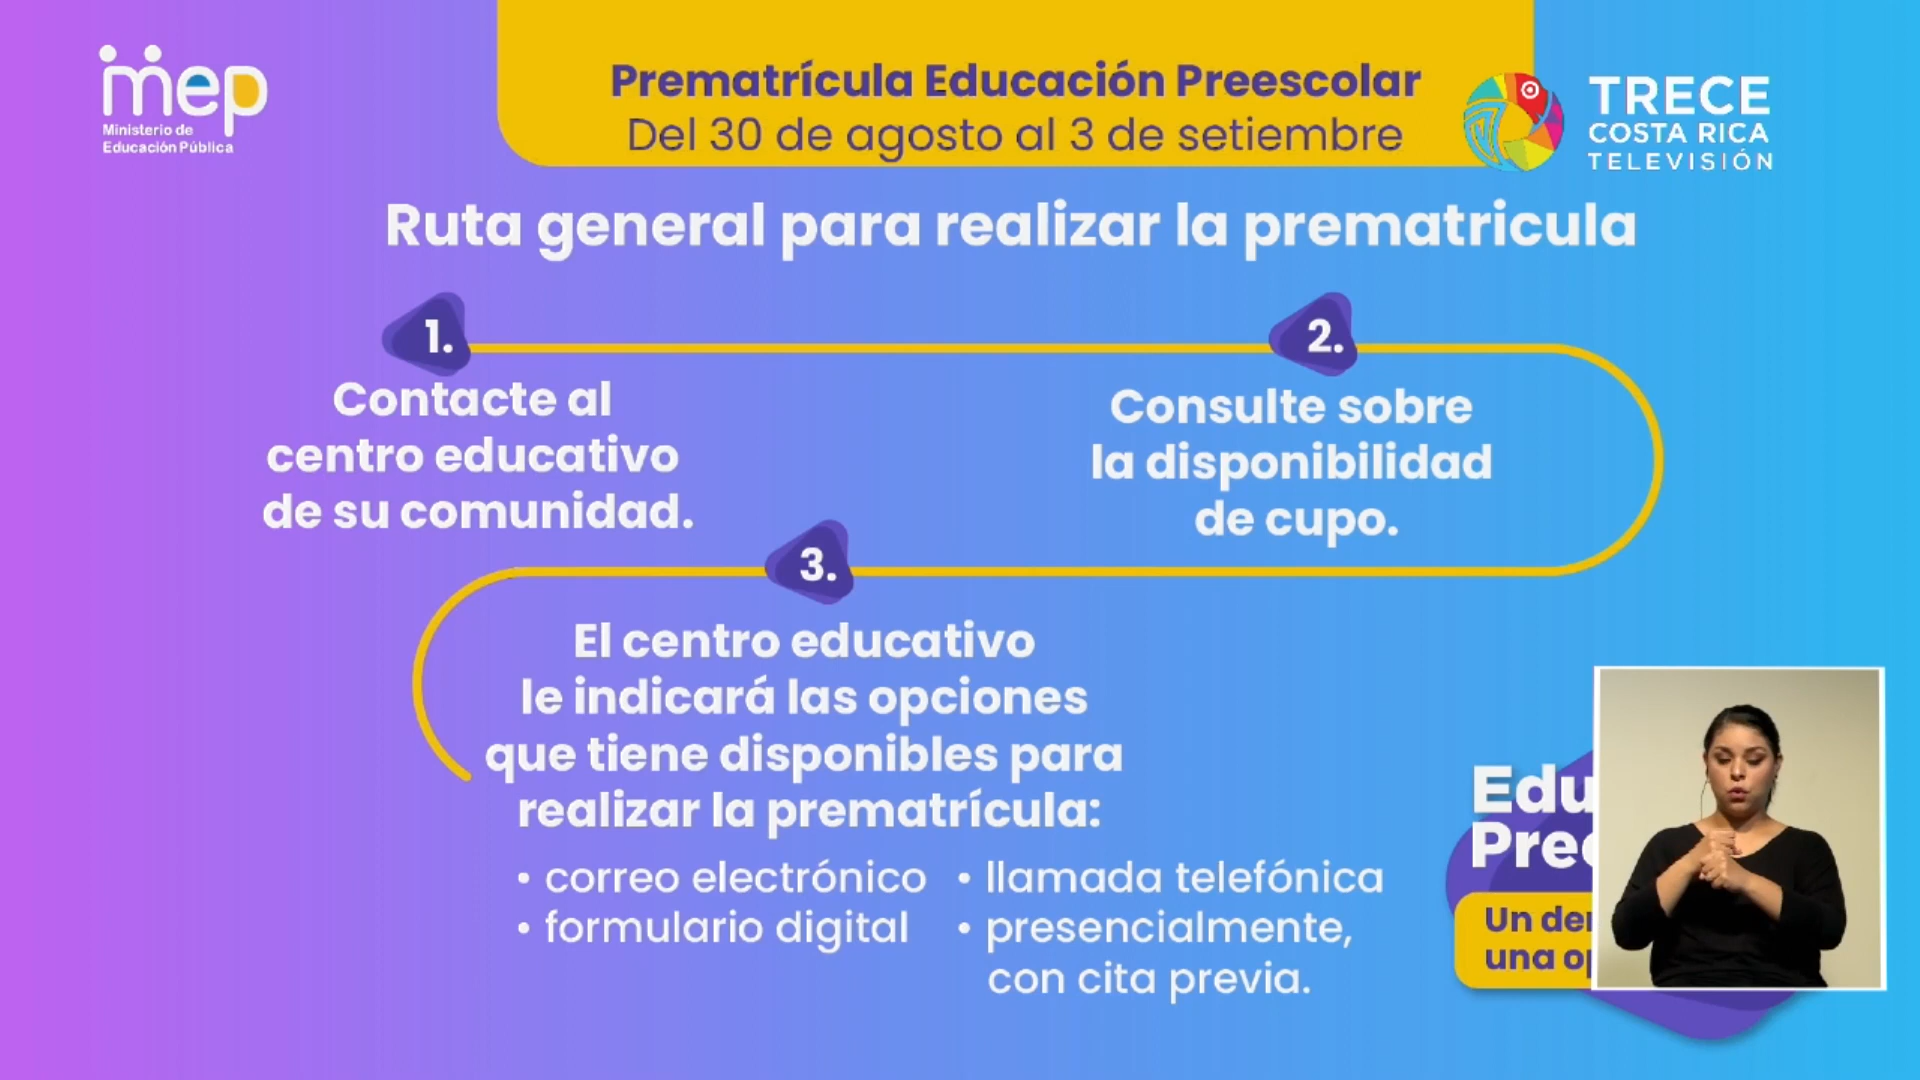 mep
Ministerio de
Educación Pública
Prematrícula Educación Preescolar
Del 30 de agosto al 3 de setiembre
TRECE
COSTA RICA
TELEVISIÓN
Ruta general para realizar la prematricula
1.
Contacte al
centro educativo
de su comunidad.
2.
Consulte sobre
la disponibilidad
de cupo.
3.
El centro educativo
le indicará las opciones
que tiene disponibles para
realizar la prematrícula:
• correo electrónico
• formulario digital
• llamada telefónica
• presencialmente,
con cita previa.
Un
una